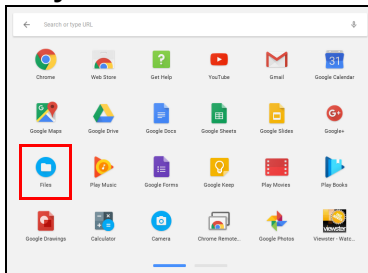 Search or type URL
Chrome Web Store Get Help YouTube Gmail Google Calendar
31
Google Maps Google Drive Google Docs Google Sheets Google Slides Google+
G+
Files Play Music Google Forms Google Keep Play Movies Play Books
Google Drawings Calculator Camera Chrome Remote... Google Photos Viewster - Watc...
viewster